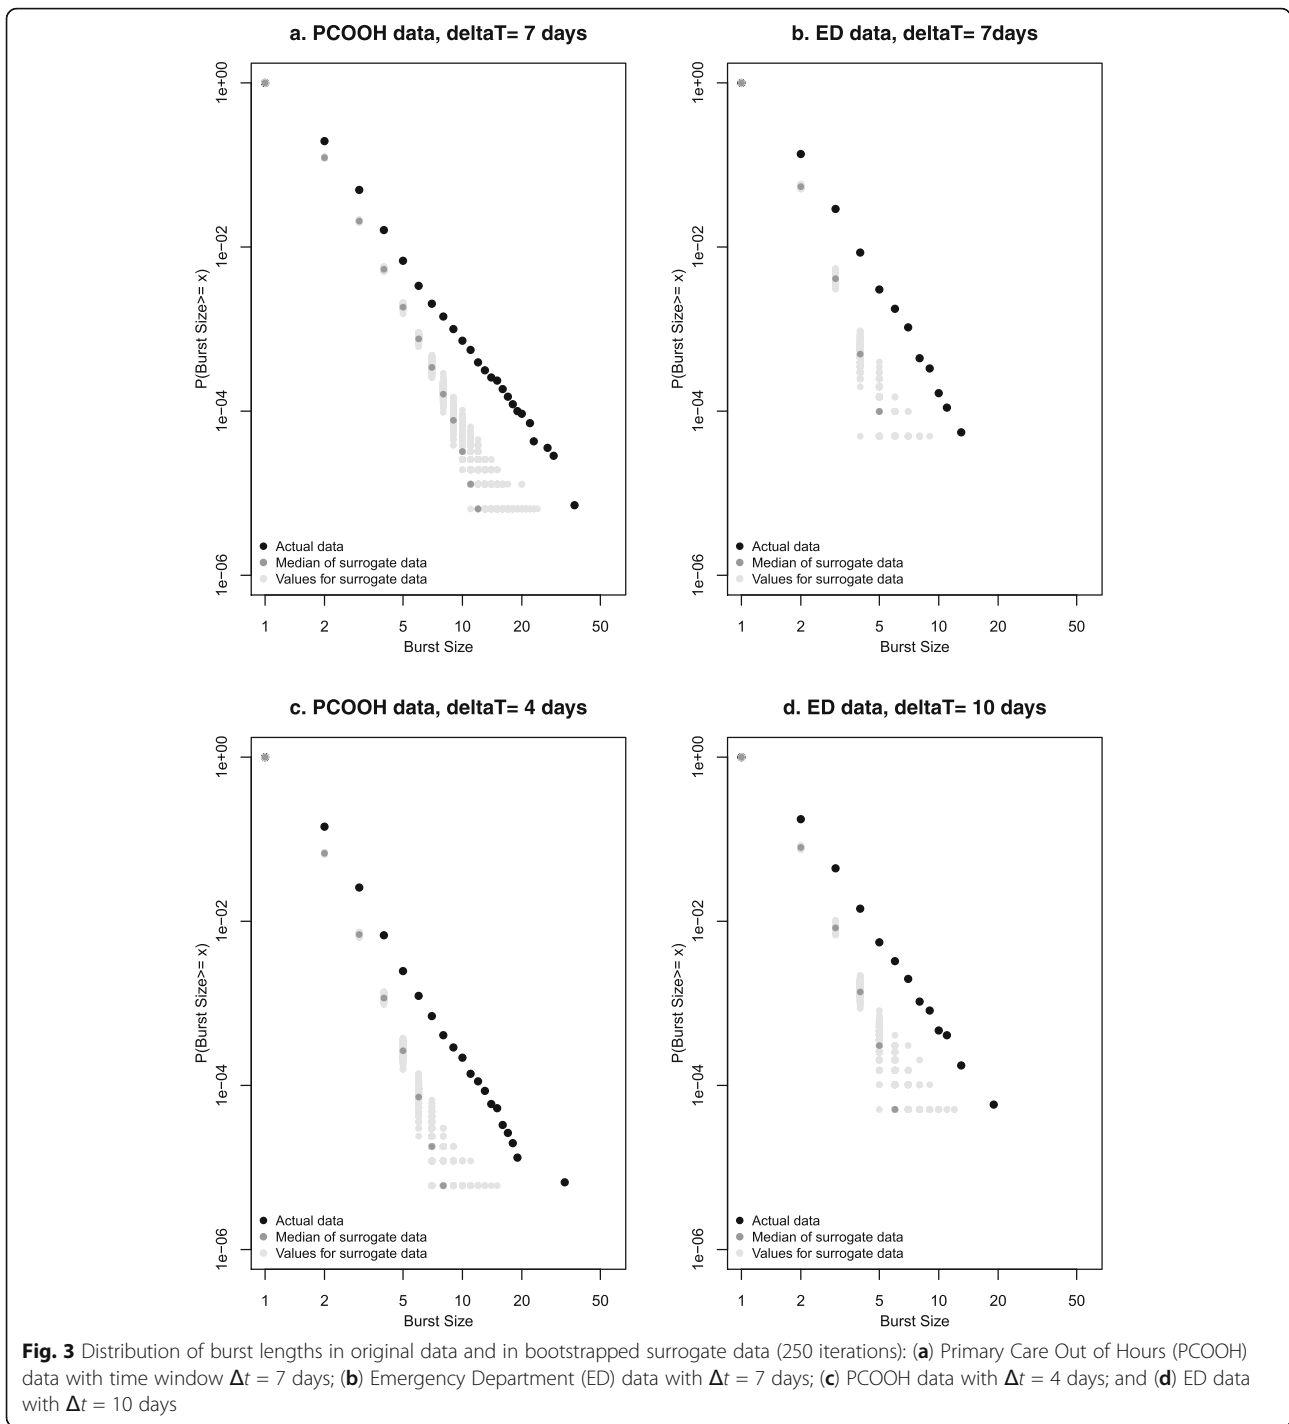 a. PCOOH data, deltaT= 7 days
P(Burst Size>= x)
1e+00
1e−02
1e−04
1e−06
Actual data
Median of surrogate data
Values for surrogate data
1 2 5 10 20 50
Burst Size
b. ED data, deltaT= 7days
P(Burst Size>= x)
1e+00
1e−02
1e−04
1e−06
Actual data
Median of surrogate data
Values for surrogate data
1 2 5 10 20 50
Burst Size
c. PCOOH data, deltaT= 4 days
P(Burst Size>= x)
1e+00
1e−02
1e−04
1e−06
Actual data
Median of surrogate data
Values for surrogate data
1 2 5 10 20 50
Burst Size
d. ED data, deltaT= 10 days
P(Burst Size>= x)
1e+00
1e−02
1e−04
1e−06
Actual data
Median of surrogate data
Values for surrogate data
1 2 5 10 20 50
Burst Size
Fig. 3 Distribution of burst lengths in original data and in bootstrapped surrogate data (250 iterations): (a) Primary Care Out of Hours (PCOOH)
data with time window Δt = 7 days; (b) Emergency Department (ED) data with Δt = 7 days; (c) PCOOH data with Δt = 4 days; and (d) ED data
with Δt = 10 days